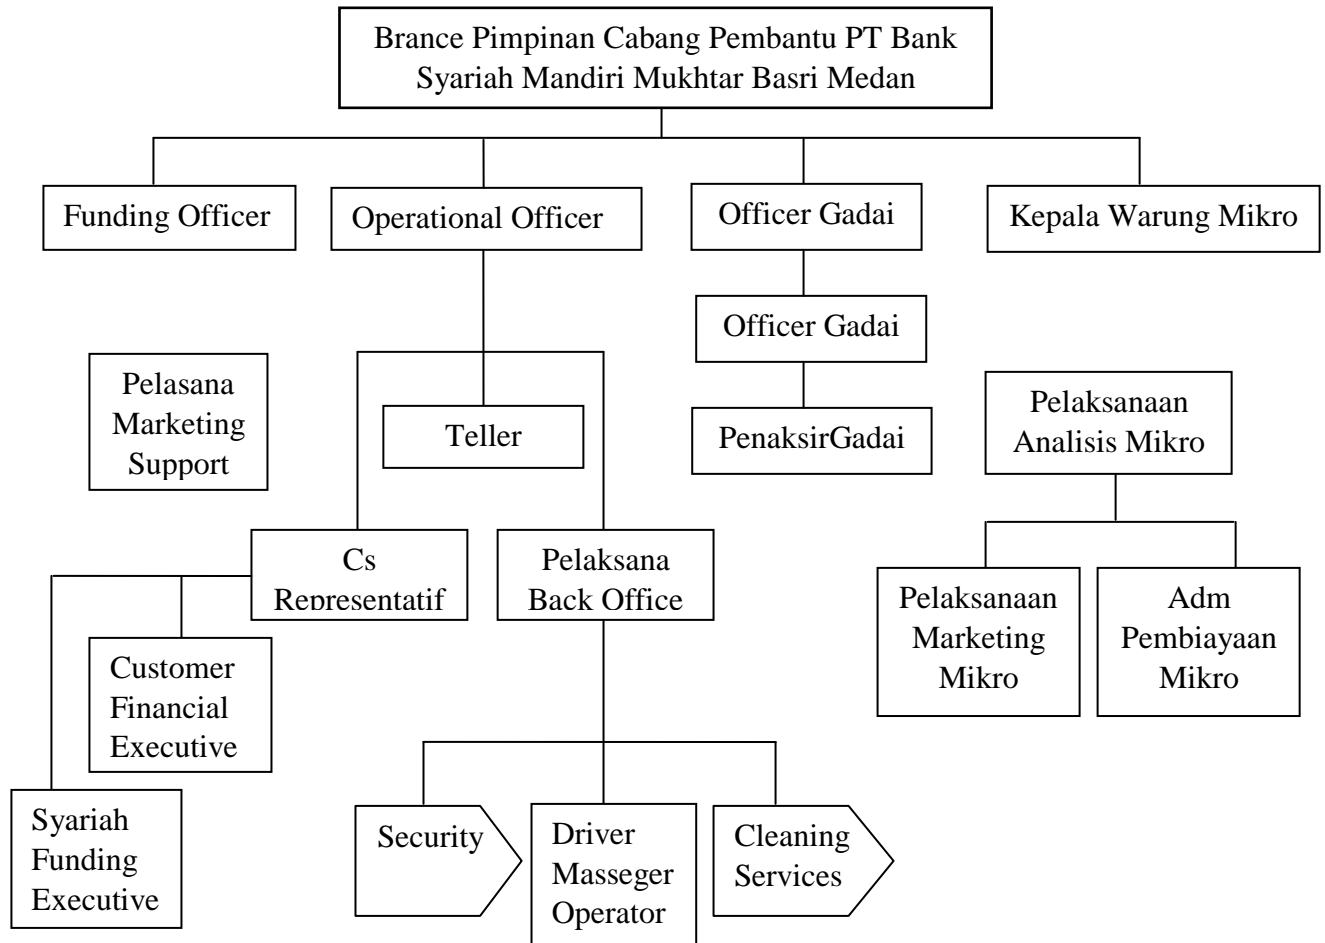 Brance Pimpinan Cabang Pembantu PT Bank
Syariah Mandiri Mukhtar Basri Medan
Funding Officer
Operational Officer
Officer Gadai
Kepala Warung Mikro
Officer Gadai
Pelasana
Marketing
Support
Teller
PenaksirGadai
Pelaksanaan
Analisis Mikro
Cs
Representatif
Pelaksana
Back Office
Pelaksanaan
Marketing
Mikro
Adm
Pembiayaan
Mikro
Customer
Financial
Executive
Syariah
Funding
Executive
Security
Driver
Masseger
Operator
Cleaning
Services